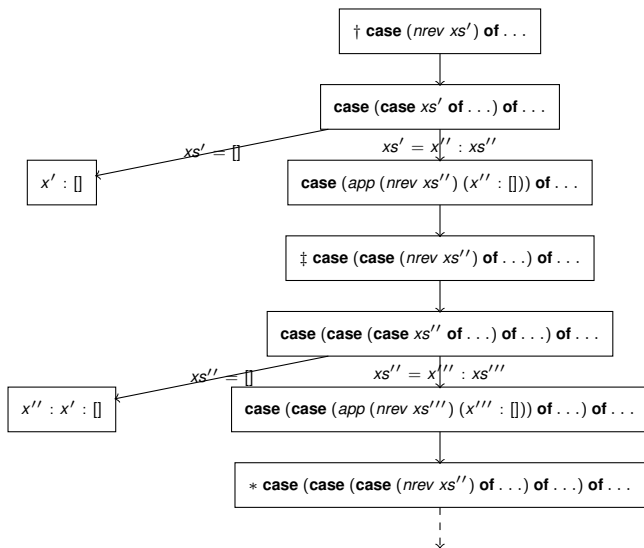 † case (nrev xs′) of . . .
case (case xs′ of . . .) of . . .
xs′ = []
xs′ = x′′ : xs′′
x′ : []
case (app (nrev xs′′) (x′′ : [])) of . . .
‡ case (case (nrev xs′′) of . . .) of . . .
case (case (case xs′′ of . . .) of . . .) of . . .
xs′′ = []
xs′′ = x′′′ : xs′′′
x′′ : x′ : []
case (case (app (nrev xs′′′) (x′′′ : [])) of . . .) of . . .
∗ case (case (case (nrev xs′′) of . . .) of . . .) of . . .